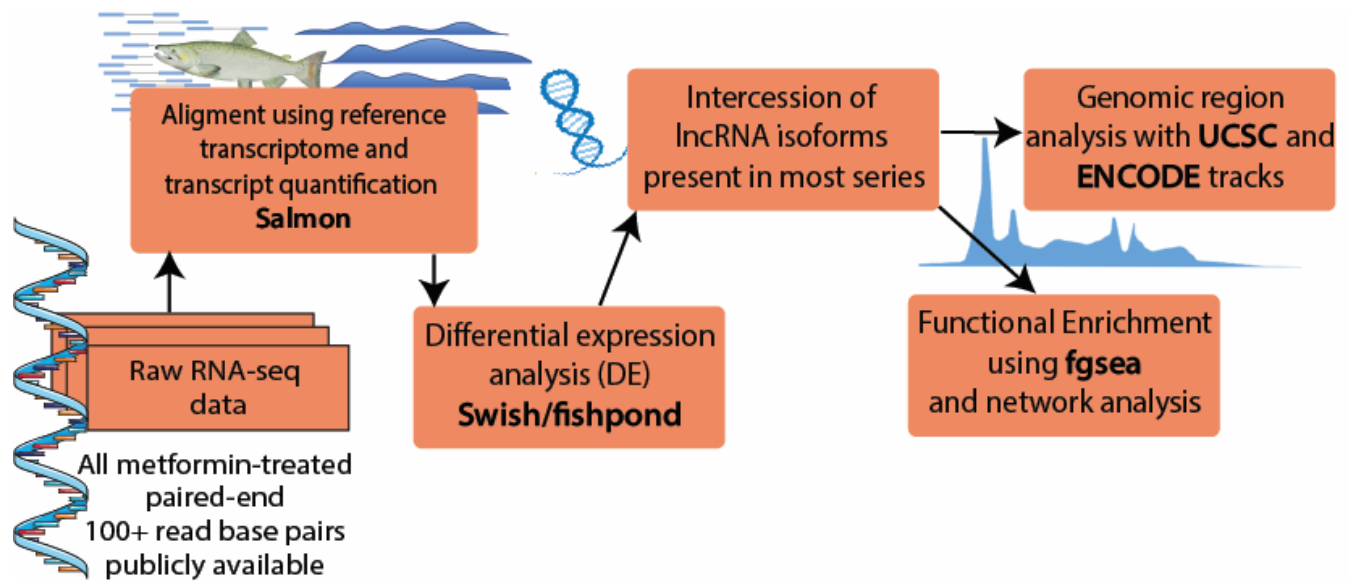 Aligment using reference
transcriptome and
transcript quantification
Salmon
Raw RNA-seq
data
All metformin-treated
paired-end
100+ read base pairs
publicly available
Differential expression
analysis (DE)
Swish/fishpond
Intercession of
lncRNA isoforms
present in most series
Genomic region
analysis with UCSC and
ENCODE tracks
Functional Enrichment
using fgsea
and network analysis